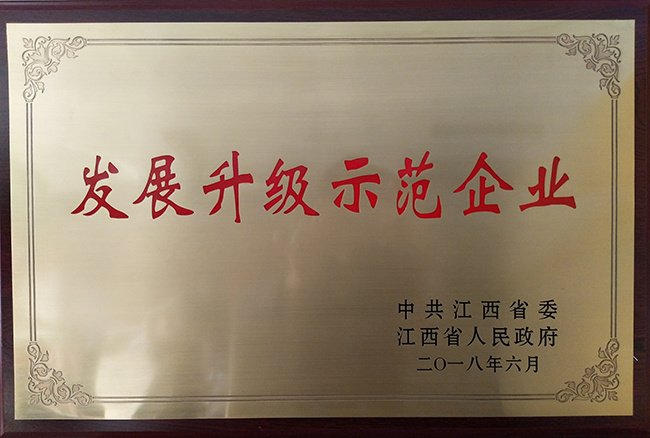 发展升级示范企业
中共江西省委
江西省人民政府
二〇一八年六月